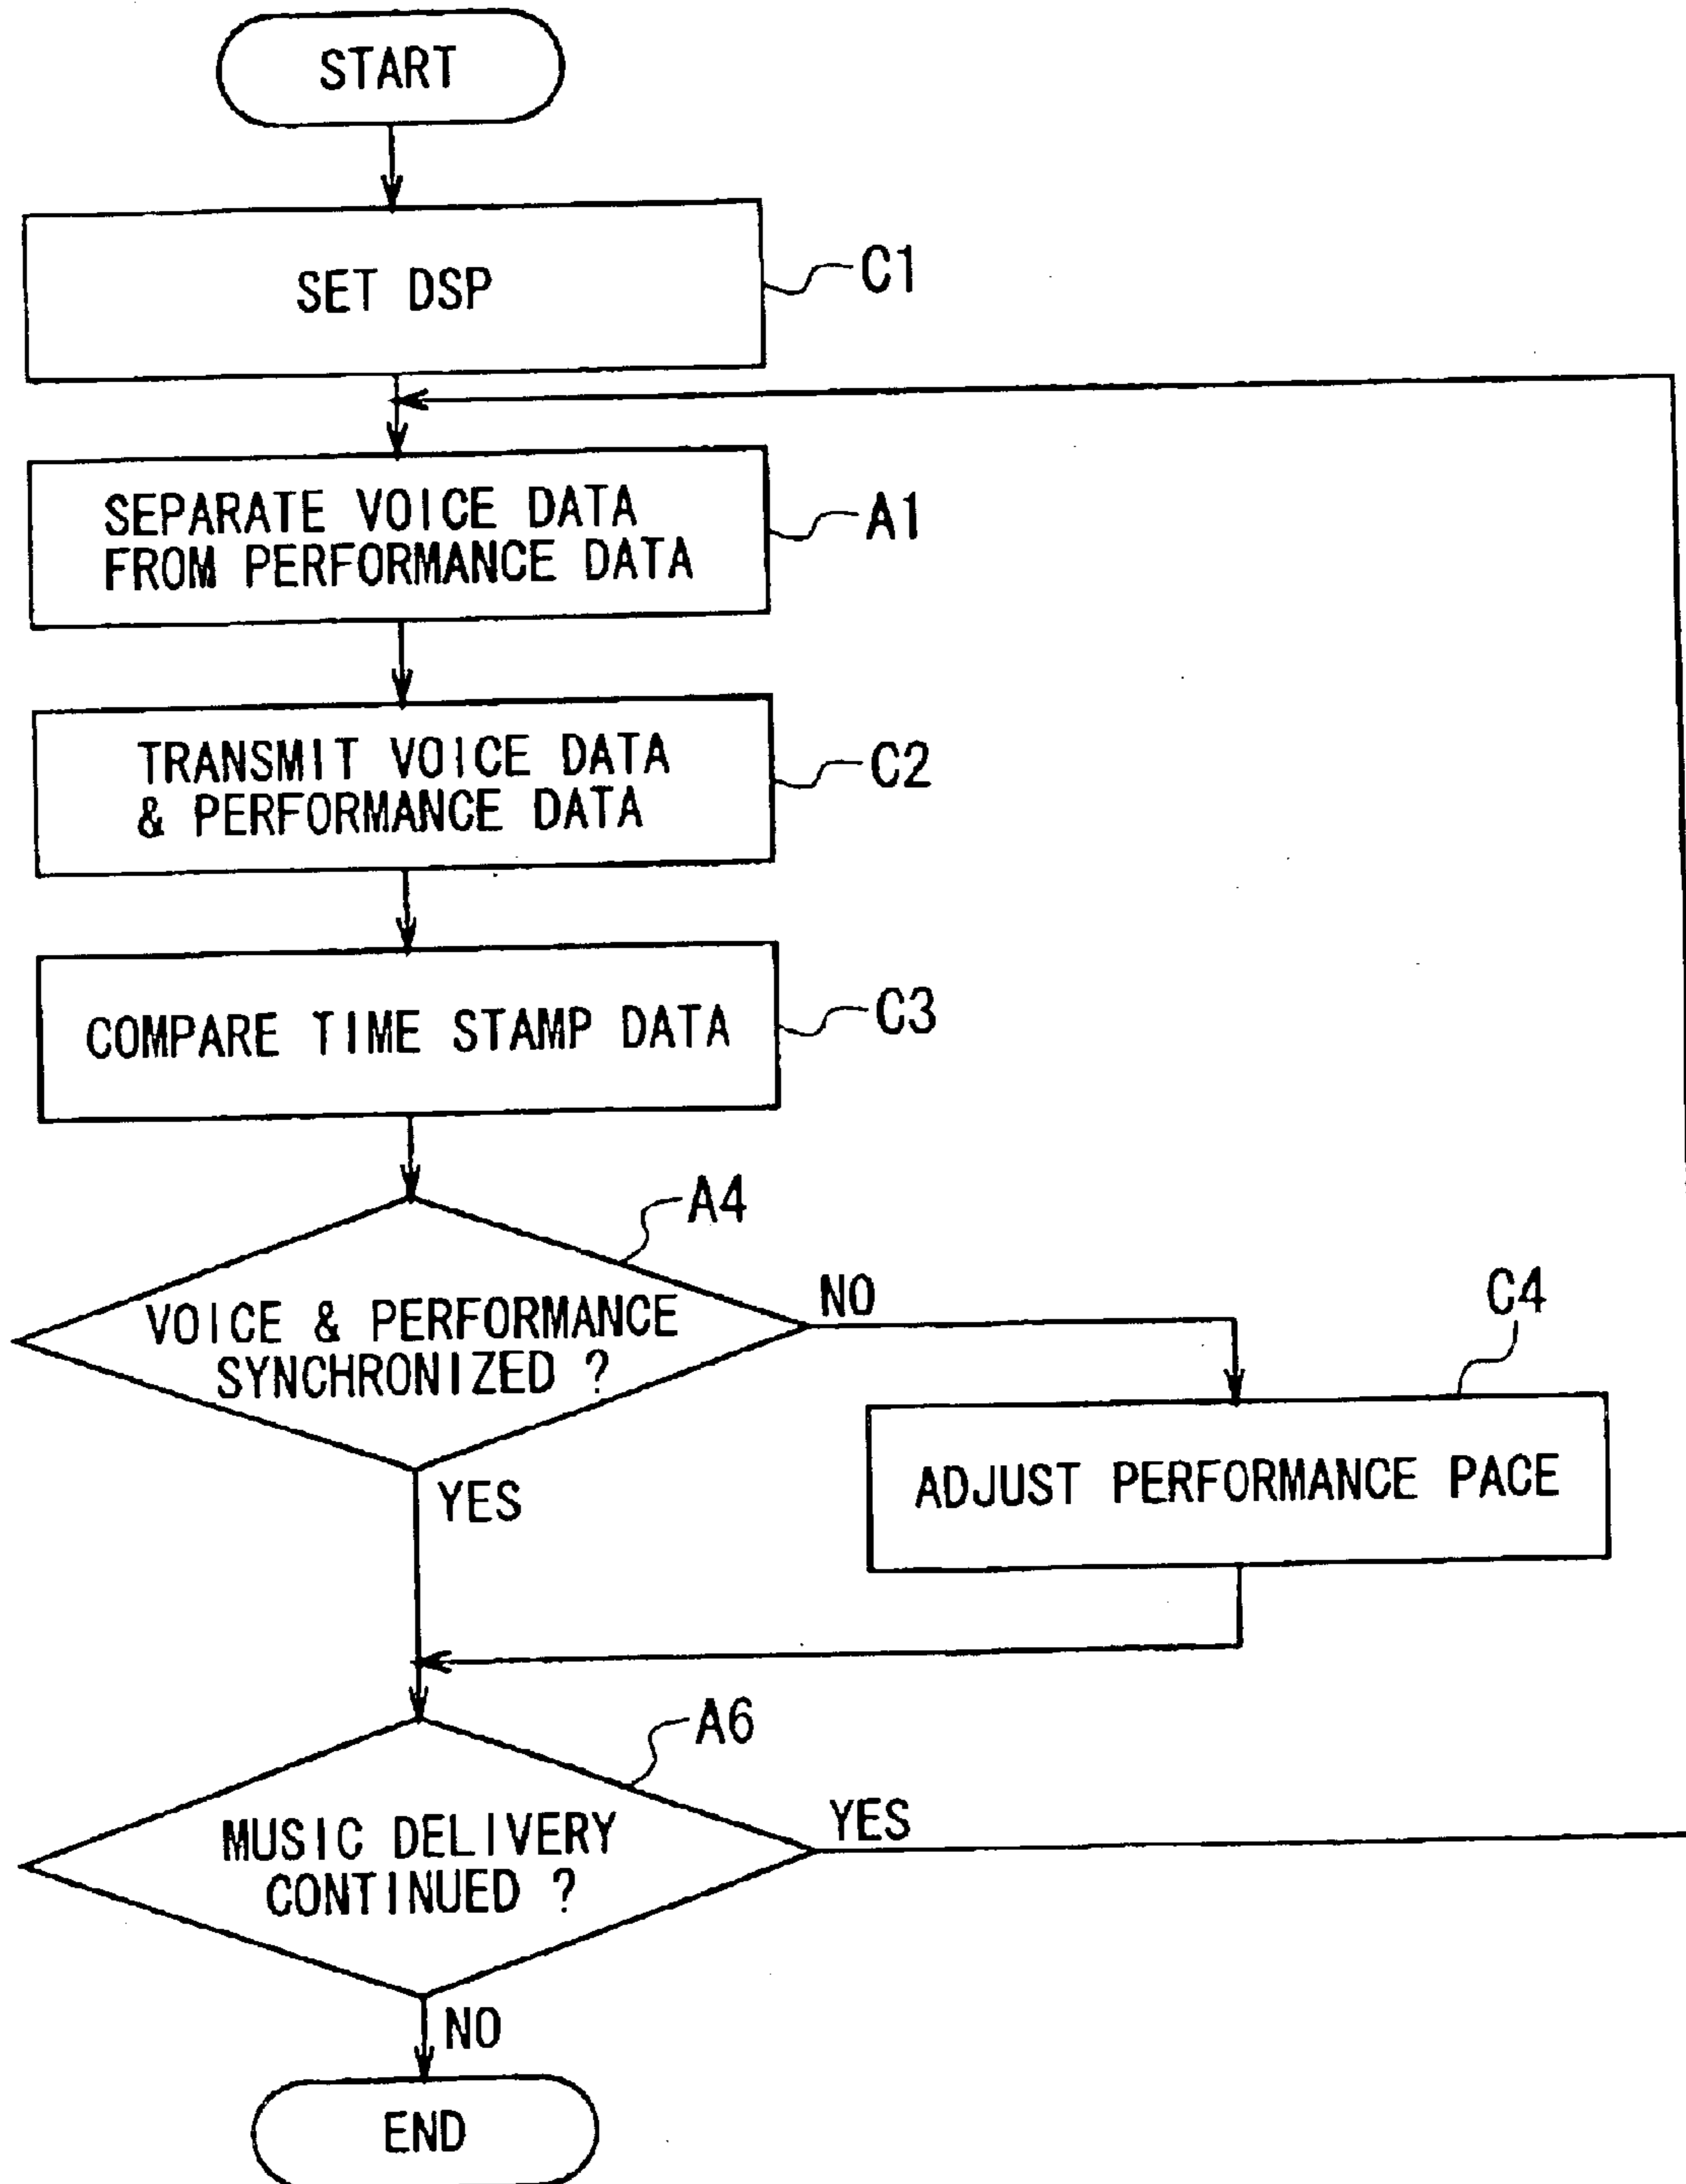 START
SET DSP
C1
SEPARATE VOICE DATA
FROM PERFORMANCE DATA
A1
TRANSMIT VOICE DATA
& PERFORMANCE DATA
C2
COMPARE TIME STAMP DATA
C3
A4
VOICE & PERFORMANCE
SYNCHRONIZED ?
NO
C4
ADJUST PERFORMANCE PACE
YES
A6
MUSIC DELIVERY
CONTINUED ?
YES
NO
END